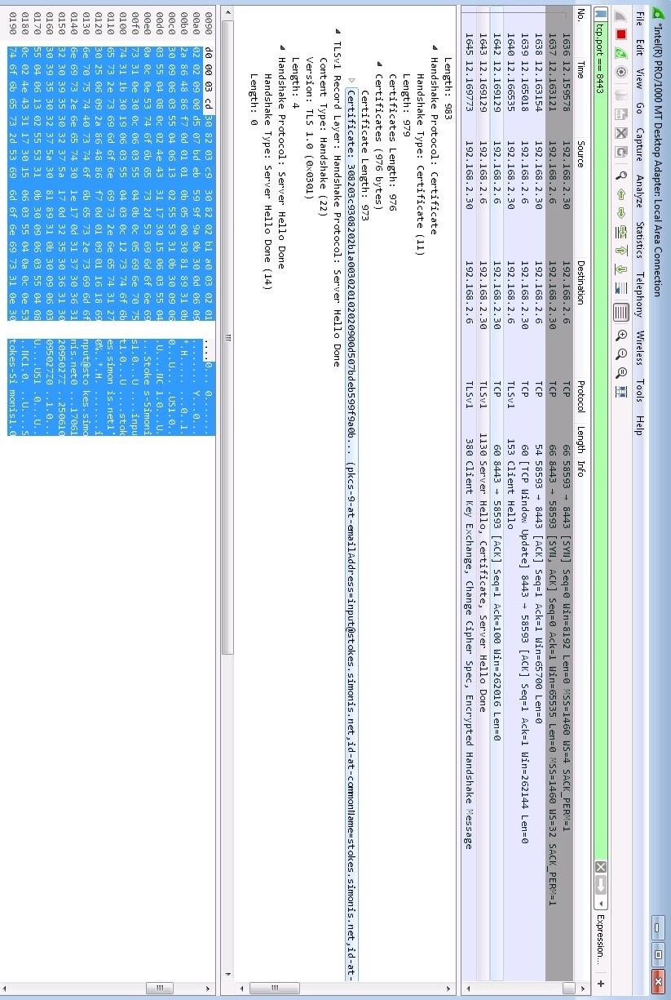 *Intel(R) PRO/1000 MT Desktop Adapter: Local Area Connection
File Edit View Go Capture Analyze Statistics Telephony Wireless Tools Help
tcp.port == 8443 Expression... +
No. Time Source Destination Protocol Length Info
1636 12.159578 192.168.2.30 192.168.2.6 TCP 66 58593 → 8443 [SYN] Seq=0 Win=8192 Len=0 MSS=1460 WS=4 SACK_PERM=1
1637 12.163121 192.168.2.6 192.168.2.30 TCP 66 8443 → 58593 [SYN, ACK] Seq=0 Ack=1 Win=65535 Len=0 MSS=1460 WS=32 SACK_PERM=1
1638 12.163154 192.168.2.30 192.168.2.6 TCP 54 58593 → 8443 [ACK] Seq=1 Ack=1 Win=65700 Len=0
1639 12.165018 192.168.2.6 192.168.2.30 TCP 60 [TCP Window Update] 8443 → 58593 [ACK] Seq=1 Ack=1 Win=262144 Len=0
1640 12.166535 192.168.2.30 192.168.2.6 TLSv1 153 Client Hello
1642 12.169129 192.168.2.6 192.168.2.30 TCP 60 8443 → 58593 [ACK] Seq=1 Ack=100 Win=262016 Len=0
1643 12.169129 192.168.2.6 192.168.2.30 TLSv1 1130 Server Hello, Certificate, Server Hello Done
1645 12.169773 192.168.2.30 192.168.2.6 TLSv1 380 Client Key Exchange, Change Cipher Spec, Encrypted Handshake Message
Length: 983
Handshake Protocol: Certificate
Handshake Type: Certificate (11)
Length: 979
Certificates Length: 976
Certificates (976 bytes)
Certificate Length: 973
Certificate: 308203c9308202b1a003020102020900d507bdeb599f9a0b... (pkcs-9-at-emailAddress=input@stokes.simonis.net,id-at-commonName=stokes.simonis.net,id-at-
TLSv1 Record Layer: Handshake Protocol: Server Hello Done
Content Type: Handshake (22)
Version: TLS 1.0 (0x0301)
Length: 4
Handshake Protocol: Server Hello Done
Handshake Type: Server Hello Done (14)
Length: 0
0090 d0 00 03 cd 30 82 03 c9 30 82 02 b1 a0 03 02 01 ....0... 0.......
00a0 02 02 09 00 d5 07 bd eb 59 9f 9a 0b 30 0d 06 09 ........ Y...0...
00b0 2a 86 48 86 f7 0d 01 01 0b 05 00 30 81 89 31 0b *.H..... ...0..1.
00c0 30 09 06 03 55 04 06 13 02 55 53 31 0b 30 09 06 0...U... .US1.0..
00d0 03 55 04 08 0c 02 4e 43 31 17 30 15 06 03 55 04 .U....NC 1.0...U.
00e0 0a 0c 0e 53 74 6f 6b 65 73 2d 53 69 6d 6f 6e 69 ...Stoke s-Simoni
00f0 73 31 0e 30 0c 06 03 55 04 0b 0c 05 69 6e 70 75 s1.0...U ....inpu
0100 74 31 1b 30 19 06 03 55 04 03 0c 12 73 74 6f 6b t1.0...U ....stok
0110 65 73 2e 73 69 6d 6f 6e 69 73 2e 6e 65 74 31 27 es.simon is.net1'
0120 30 25 06 09 2a 86 48 86 f7 0d 01 09 01 16 18 69 0%..*.H. .......i
0130 6e 70 75 74 40 73 74 6f 6b 65 73 2e 73 69 6d 6f nput@sto kes.simo
0140 6e 69 73 2e 6e 65 74 30 1e 17 0d 31 37 30 36 31 nis.net0 ...17061
0150 32 30 39 35 30 32 37 5a 17 0d 32 35 30 36 31 30 2095027Z ..250610
0160 30 39 35 30 32 37 5a 30 81 89 31 0b 30 09 06 03 095027Z0 ..1.0...
0170 55 04 06 13 02 55 53 31 0b 30 09 06 03 55 04 08 U....US1 .0...U..
0180 0c 02 4e 43 31 17 30 15 06 03 55 04 0a 0c 0e 53 ..NC1.0. ..U....S
0190 74 6f 6b 65 73 2d 53 69 6d 6f 6e 69 73 31 0e 30 tokes-Si monis1.0